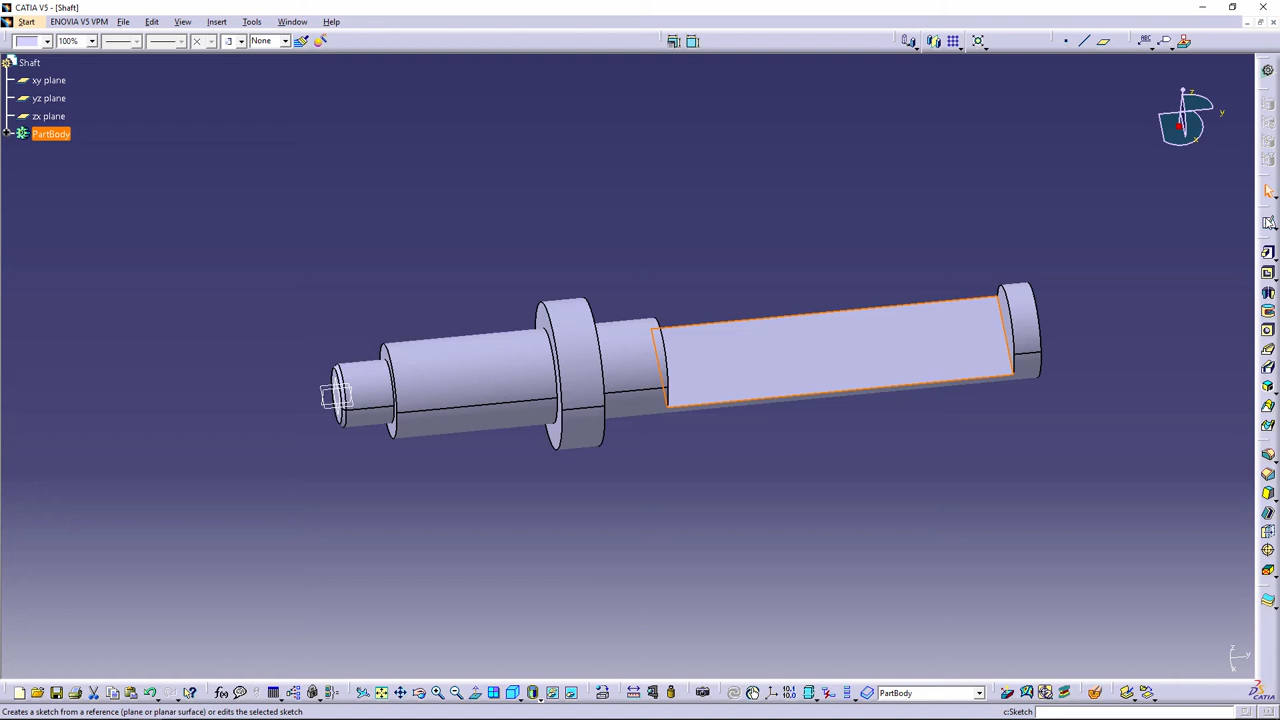 CATIA V5 - [Shaft]
Start ENOVIA V5 VPM File Edit View Insert Tools Window Help
100% None
Shaft
xy plane
yz plane
zx plane
PartBody
z
y
x
z
y
x
f(x) PartBody
CATIA
Creates a sketch from a reference (plane or planar surface) or edits the selected sketch c:Sketch